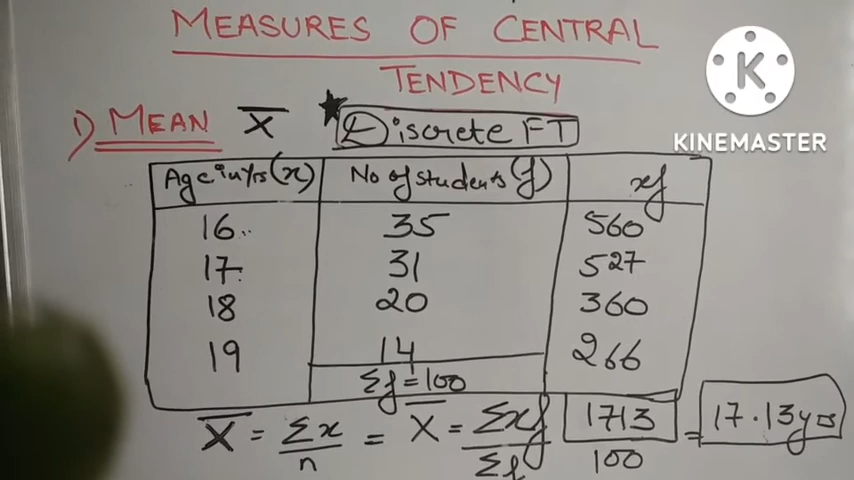 MEASURES OF CENTRAL
TENDENCY
1) MEAN X̅ Discrete FT
KINEMASTER
Age in yrs (x) No of students (f) xf
16 35 560
17 31 527
18 20 360
19 14 266
Σf = 100
X̅ = Σx/n = X̅ = Σxf/Σf 1713/100 = 17.13 yrs